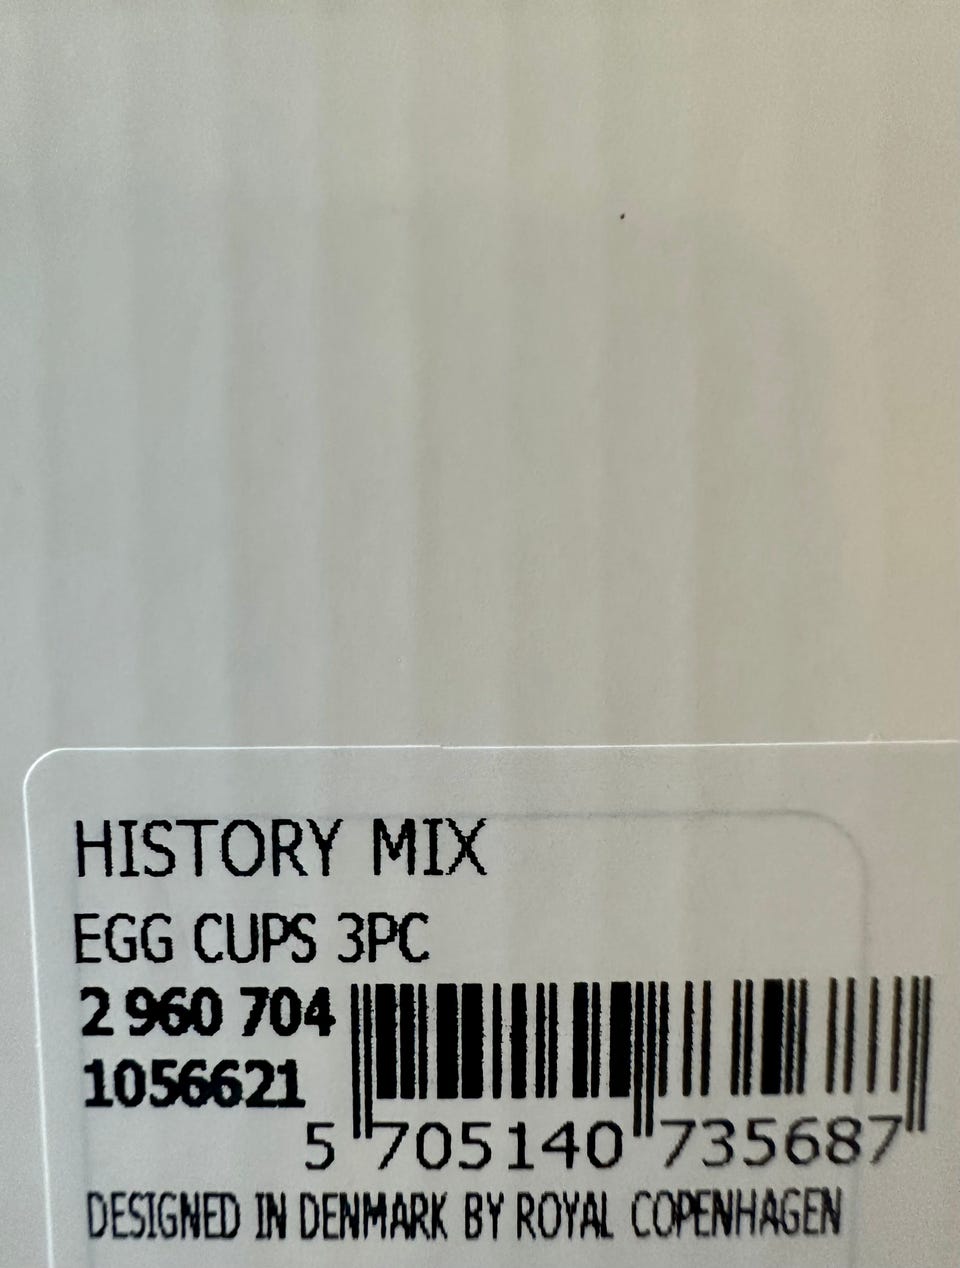 HISTORY MIX
EGG CUPS 3PC
2 960 704
1056621
5 705140 735687
DESIGNED IN DENMARK BY ROYAL COPENHAGEN